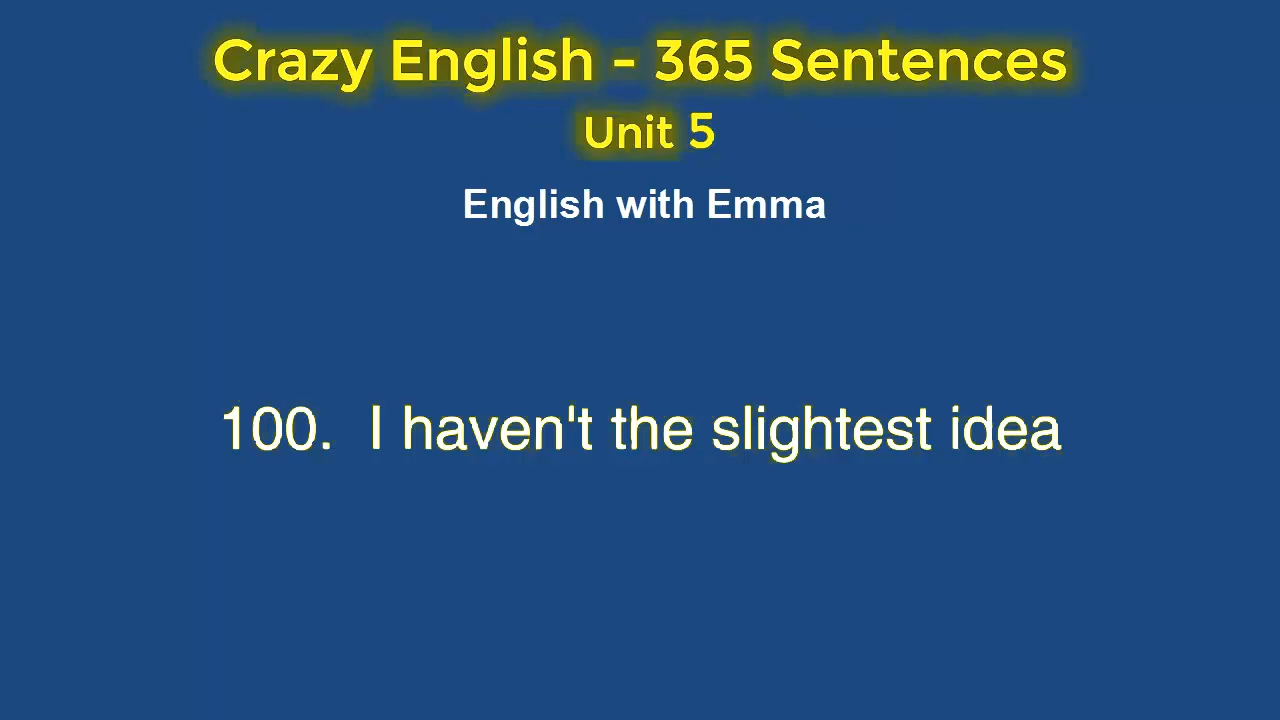 Crazy English - 365 Sentences
Unit 5
English with Emma
100. I haven't the slightest idea